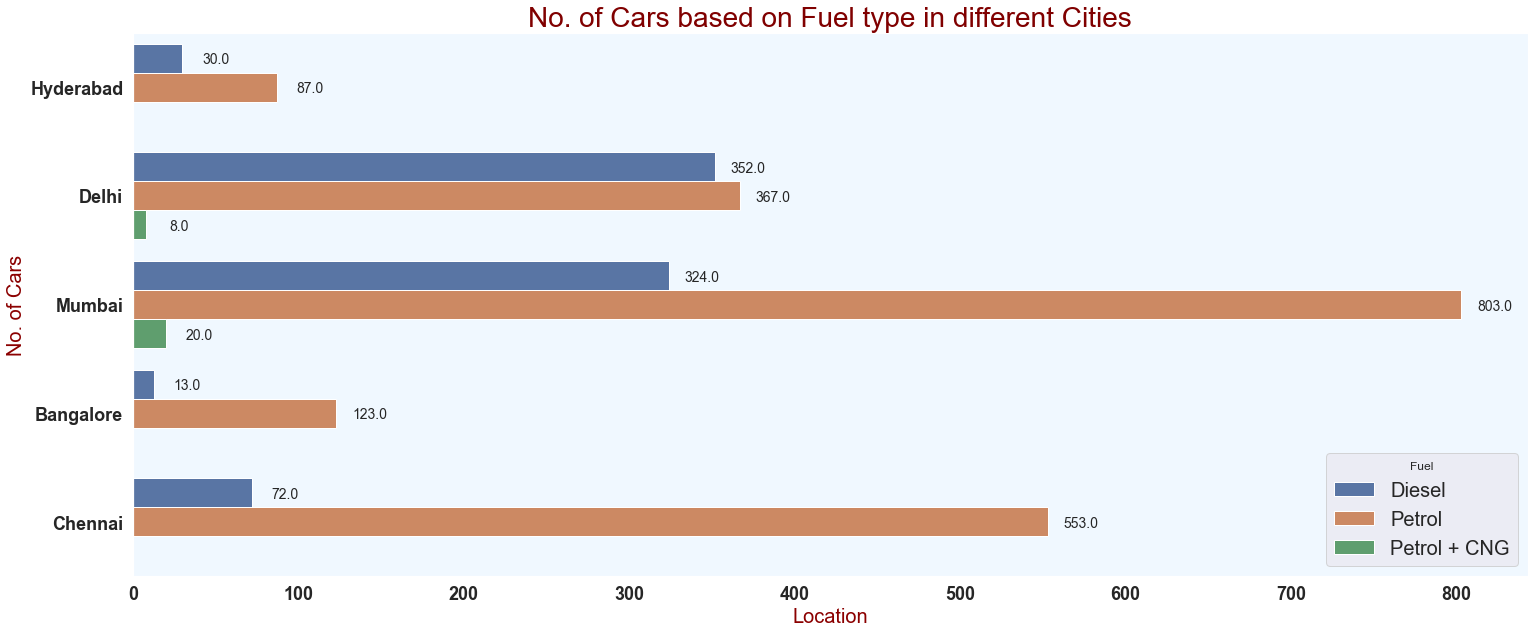 No. of Cars based on Fuel type in different Cities
No. of Cars
Hyderabad
30.0
87.0
Delhi
352.0
367.0
8.0
Mumbai
324.0
803.0
20.0
Bangalore
13.0
123.0
Chennai
72.0
553.0
Fuel
Diesel
Petrol
Petrol + CNG
0 100 200 300 400 500 600 700 800
Location